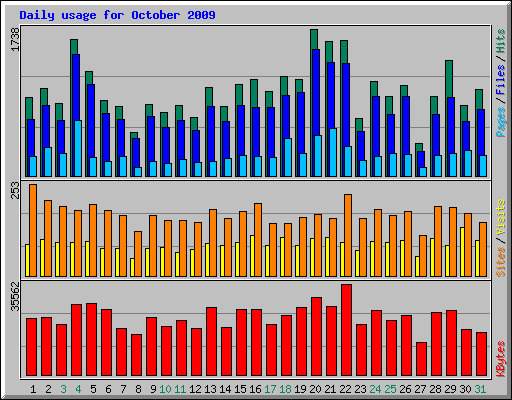 Daily usage for October 2009
1738
Pages / Files / Hits
253
Sites / Visits
35562
KBytes
1 2 3 4 5 6 7 8 9 10 11 12 13 14 15 16 17 18 19 20 21 22 23 24 25 26 27 28 29 30 31